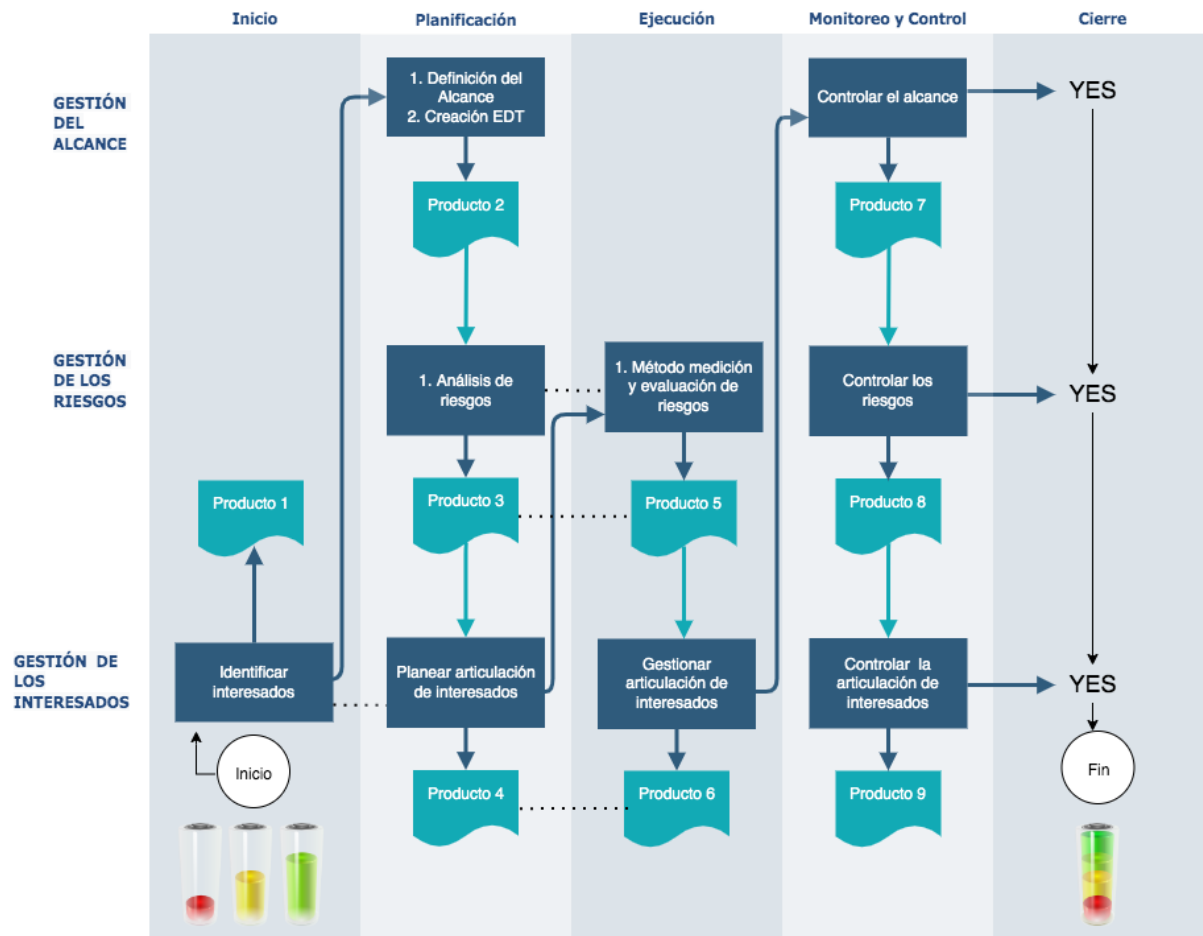 Inicio
Planificación
Ejecución
Monitoreo y Control
Cierre
GESTIÓN
DEL
ALCANCE
1. Definición del
Alcance
2. Creación EDT
Controlar el alcance
YES
Producto 2
Producto 7
GESTIÓN
DE LOS
RIESGOS
1. Análisis de
riesgos
1. Método medición
y evaluación de
riesgos
Controlar los
riesgos
YES
Producto 1
Producto 3
Producto 5
Producto 8
GESTIÓN DE
LOS
INTERESADOS
Identificar
interesados
Planear articulación
de interesados
Gestionar
articulación de
interesados
Controlar la
articulación de
interesados
YES
Inicio
Producto 4
Producto 6
Producto 9
Fin